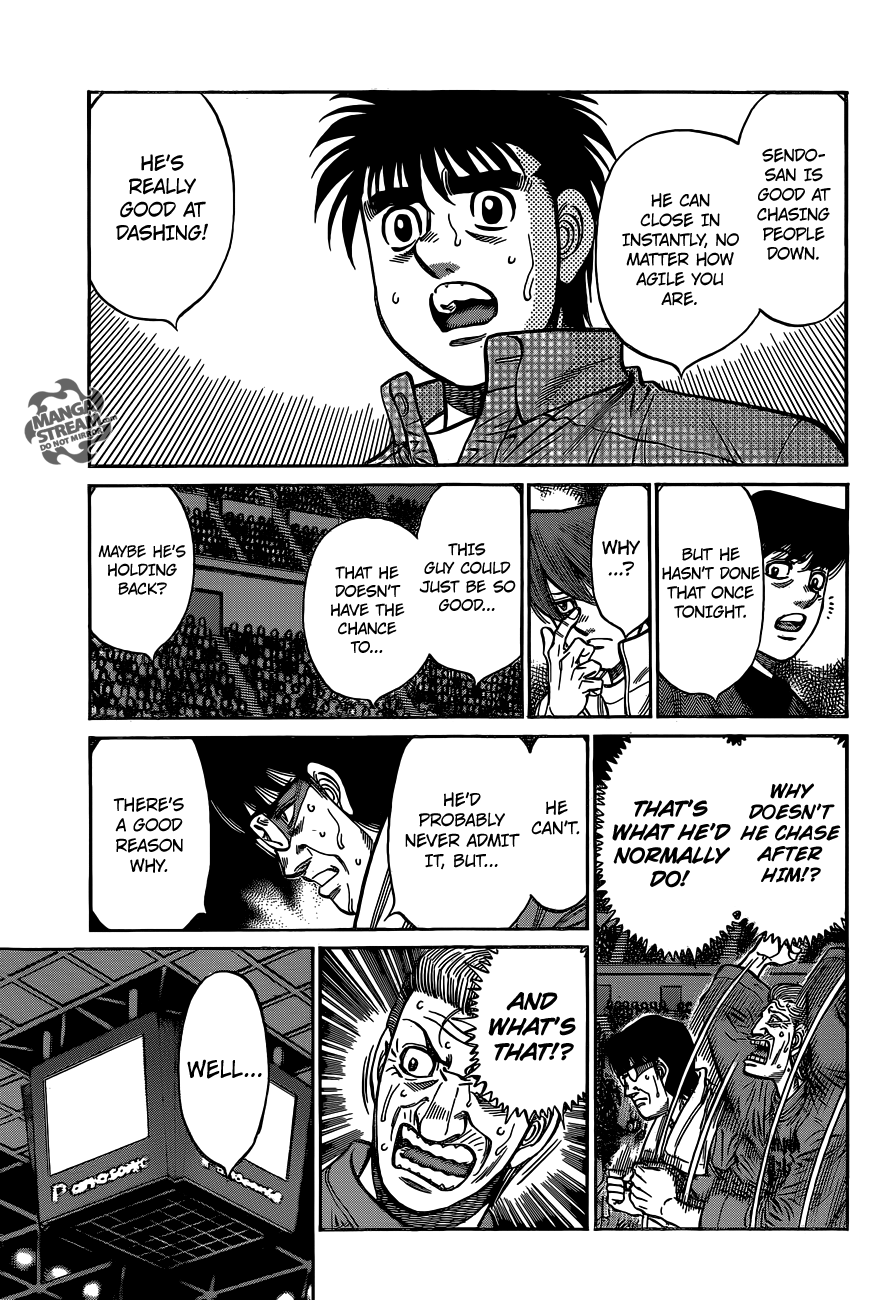 SENDO-
SAN IS
GOOD AT
CHASING
PEOPLE
DOWN.
HE CAN
CLOSE IN
INSTANTLY, NO
MATTER HOW
AGILE YOU
ARE.
HE'S
REALLY
GOOD AT
DASHING!
MANGA
STREAM
DO NOT MIRROR
BUT HE
HASN'T DONE
THAT ONCE
TONIGHT.
WHY
...?
THIS
GUY COULD
JUST BE SO
GOOD...
THAT HE
DOESN'T
HAVE THE
CHANCE
TO...
MAYBE HE'S
HOLDING
BACK?
WHY
DOESN'T
HE CHASE
AFTER
HIM!?
THAT'S
WHAT HE'D
NORMALLY
DO!
HE
CAN'T.
HE'D
PROBABLY
NEVER ADMIT
IT, BUT...
THERE'S
A GOOD
REASON
WHY.
AND
WHAT'S
THAT!?
WELL...
Panasonic